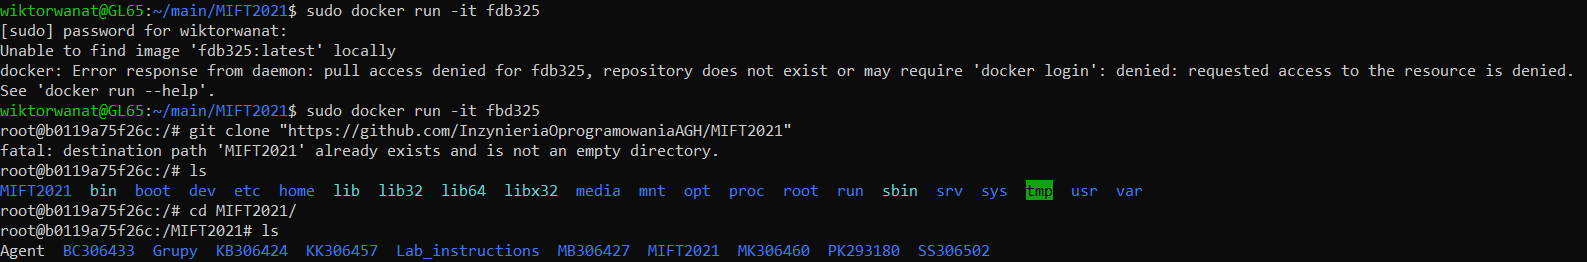 wiktorwanat@GL65:~/main/MIFT2021$ sudo docker run -it fdb325
[sudo] password for wiktorwanat:
Unable to find image 'fdb325:latest' locally
docker: Error response from daemon: pull access denied for fdb325, repository does not exist or may require 'docker login': denied: requested access to the resource is denied.
See 'docker run --help'.
wiktorwanat@GL65:~/main/MIFT2021$ sudo docker run -it fbd325
root@b0119a75f26c:/# git clone "https://github.com/InzynieriaOprogramowaniaAGH/MIFT2021"
fatal: destination path 'MIFT2021' already exists and is not an empty directory.
root@b0119a75f26c:/# ls
MIFT2021  bin  boot  dev  etc  home  lib  lib32  lib64  libx32  media  mnt  opt  proc  root  run  sbin  srv  sys  tmp  usr  var
root@b0119a75f26c:/# cd MIFT2021/
root@b0119a75f26c:/MIFT2021# ls
Agent  BC306433  Grupy  KB306424  KK306457  Lab_instructions  MB306427  MIFT2021  MK306460  PK293180  SS306502